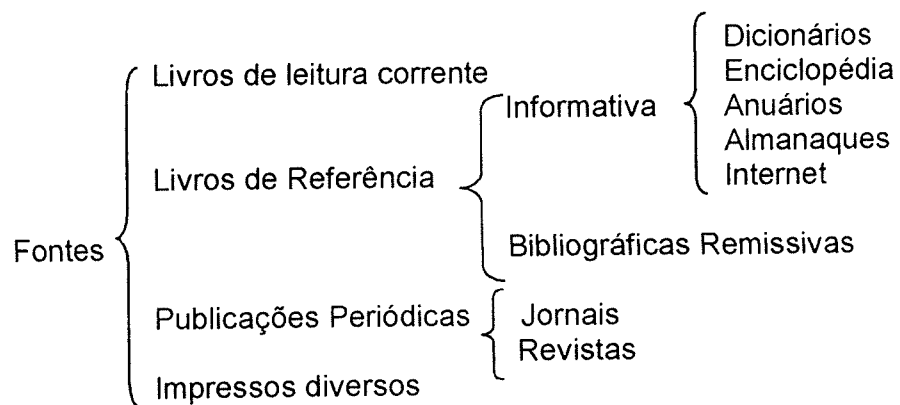 Fontes
Livros de leitura corrente
Livros de Referência
Informativa
Dicionários
Enciclopédia
Anuários
Almanaques
Internet
Bibliográficas Remissivas
Publicações Periódicas
Jornais
Revistas
Impressos diversos